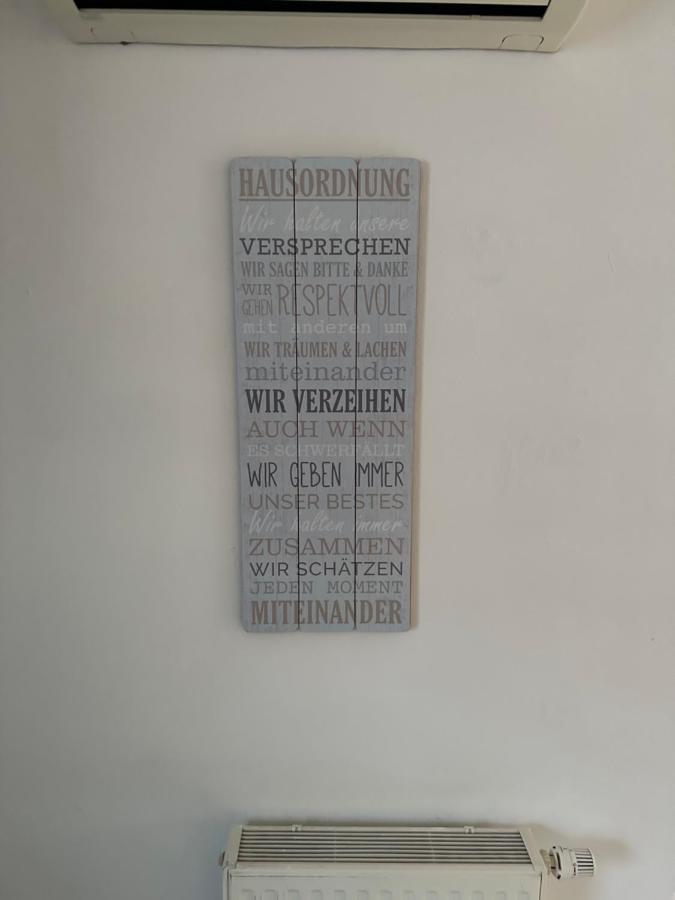 HAUSORDNUNG
Wir halten unsere
VERSPRECHEN
WIR SAGEN BITTE & DANKE
WIR GEHEN RESPEKTVOLL
mit anderen um
WIR TRÄUMEN & LACHEN
miteinander
WIR VERZEIHEN
AUCH WENN
ES SCHWERFÄLLT
WIR GEBEN IMMER
UNSER BESTES
Wir halten immer
ZUSAMMEN
WIR SCHÄTZEN
JEDEN MOMENT
MITEINANDER